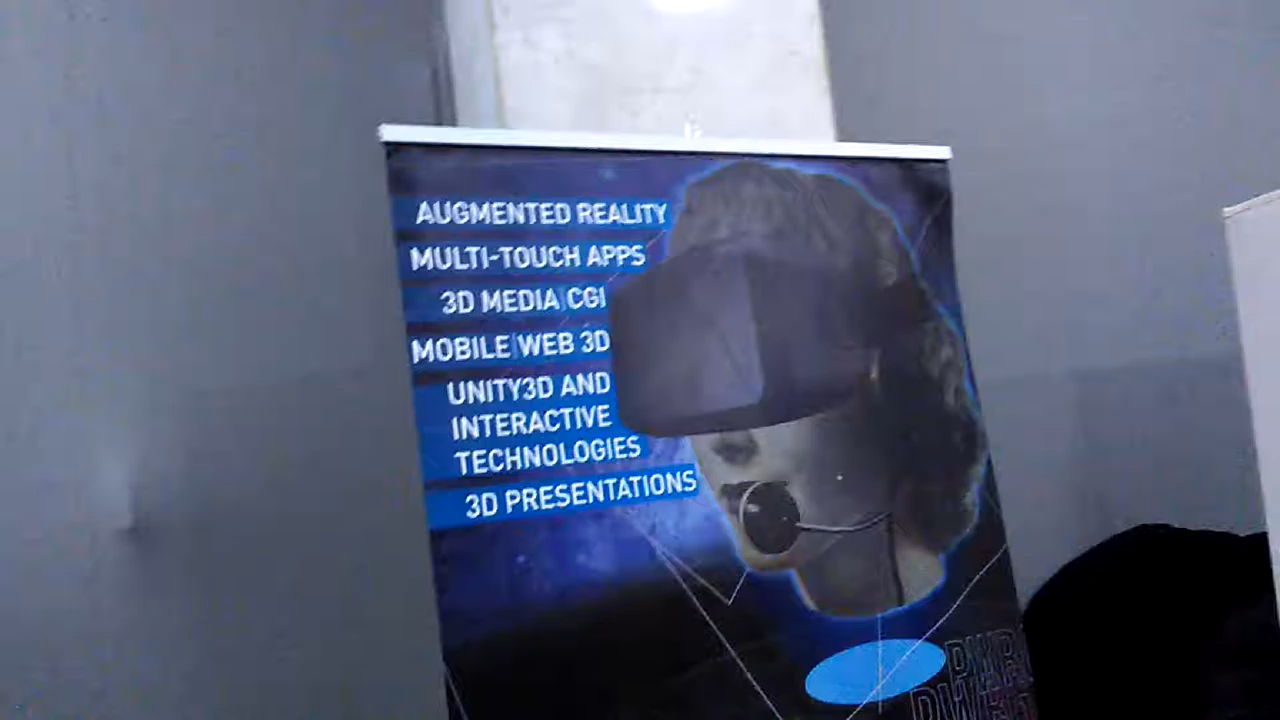 AUGMENTED REALITY
MULTI-TOUCH APPS
3D MEDIA|CGI
MOBILE|WEB 3D
UNITY3D AND
INTERACTIVE
TECHNOLOGIES
3D PRESENTATIONS